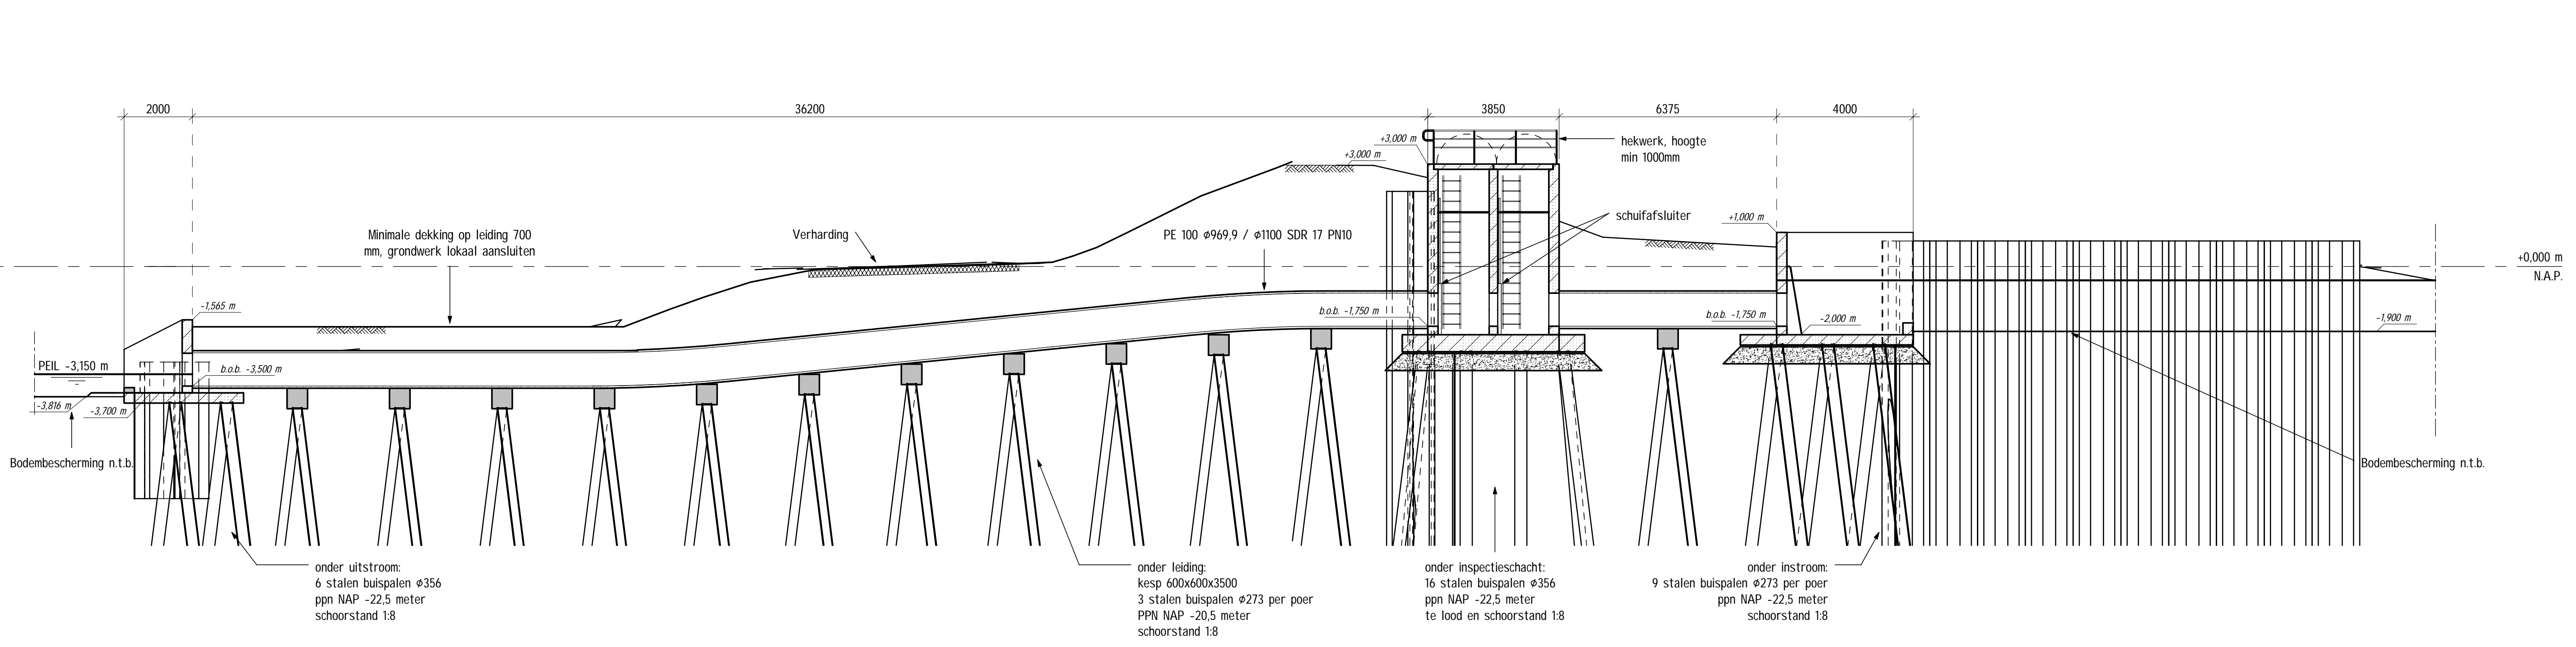 2000
36200
3850
6375
4000
+3,000 m
+3,000 m
hekwerk, hoogte
min 1000mm
Minimale dekking op leiding 700
mm, grondwerk lokaal aansluiten
Verharding
PE 100 ⌀969,9 / ⌀1100 SDR 17 PN10
schuifafsluiter
+1,000 m
+0,000 m
N.A.P.
-1,565 m
b.o.b. -1,750 m
b.o.b. -1,750 m
-2,000 m
-1,900 m
PEIL -3,150 m
b.o.b. -3,500 m
-3,816 m
-3,700 m
Bodembescherming n.t.b.
Bodembescherming n.t.b.
onder uitstroom:
6 stalen buispalen ⌀356
ppn NAP -22,5 meter
schoorstand 1:8
onder leiding:
kesp 600x600x3500
3 stalen buispalen ⌀273 per poer
PPN NAP -20,5 meter
schoorstand 1:8
onder inspectieschacht:
16 stalen buispalen ⌀356
ppn NAP -22,5 meter
te lood en schoorstand 1:8
onder instroom:
9 stalen buispalen ⌀273 per poer
ppn NAP -22,5 meter
schoorstand 1:8